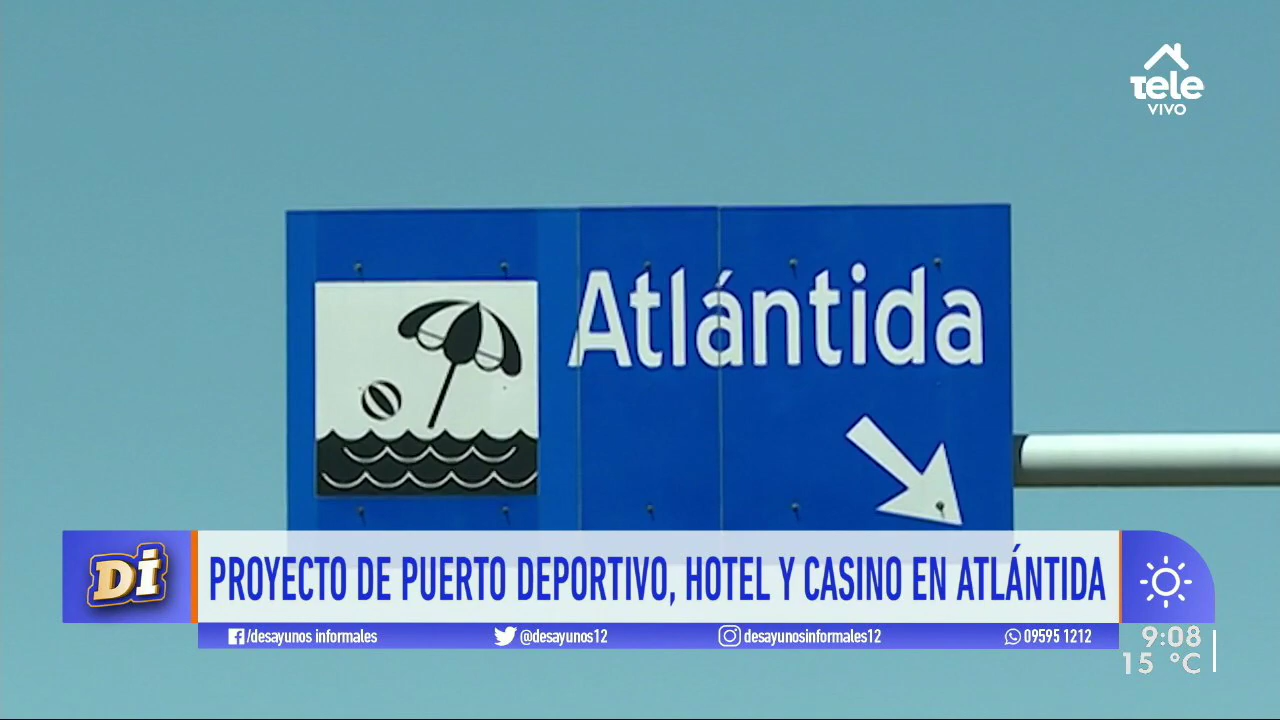 tele
VIVO
Atlántida
Di
PROYECTO DE PUERTO DEPORTIVO, HOTEL Y CASINO EN ATLÁNTIDA
/desayunos informales
@desayunos12
desayunosinformales12
09595 1212
9:08
15 °C